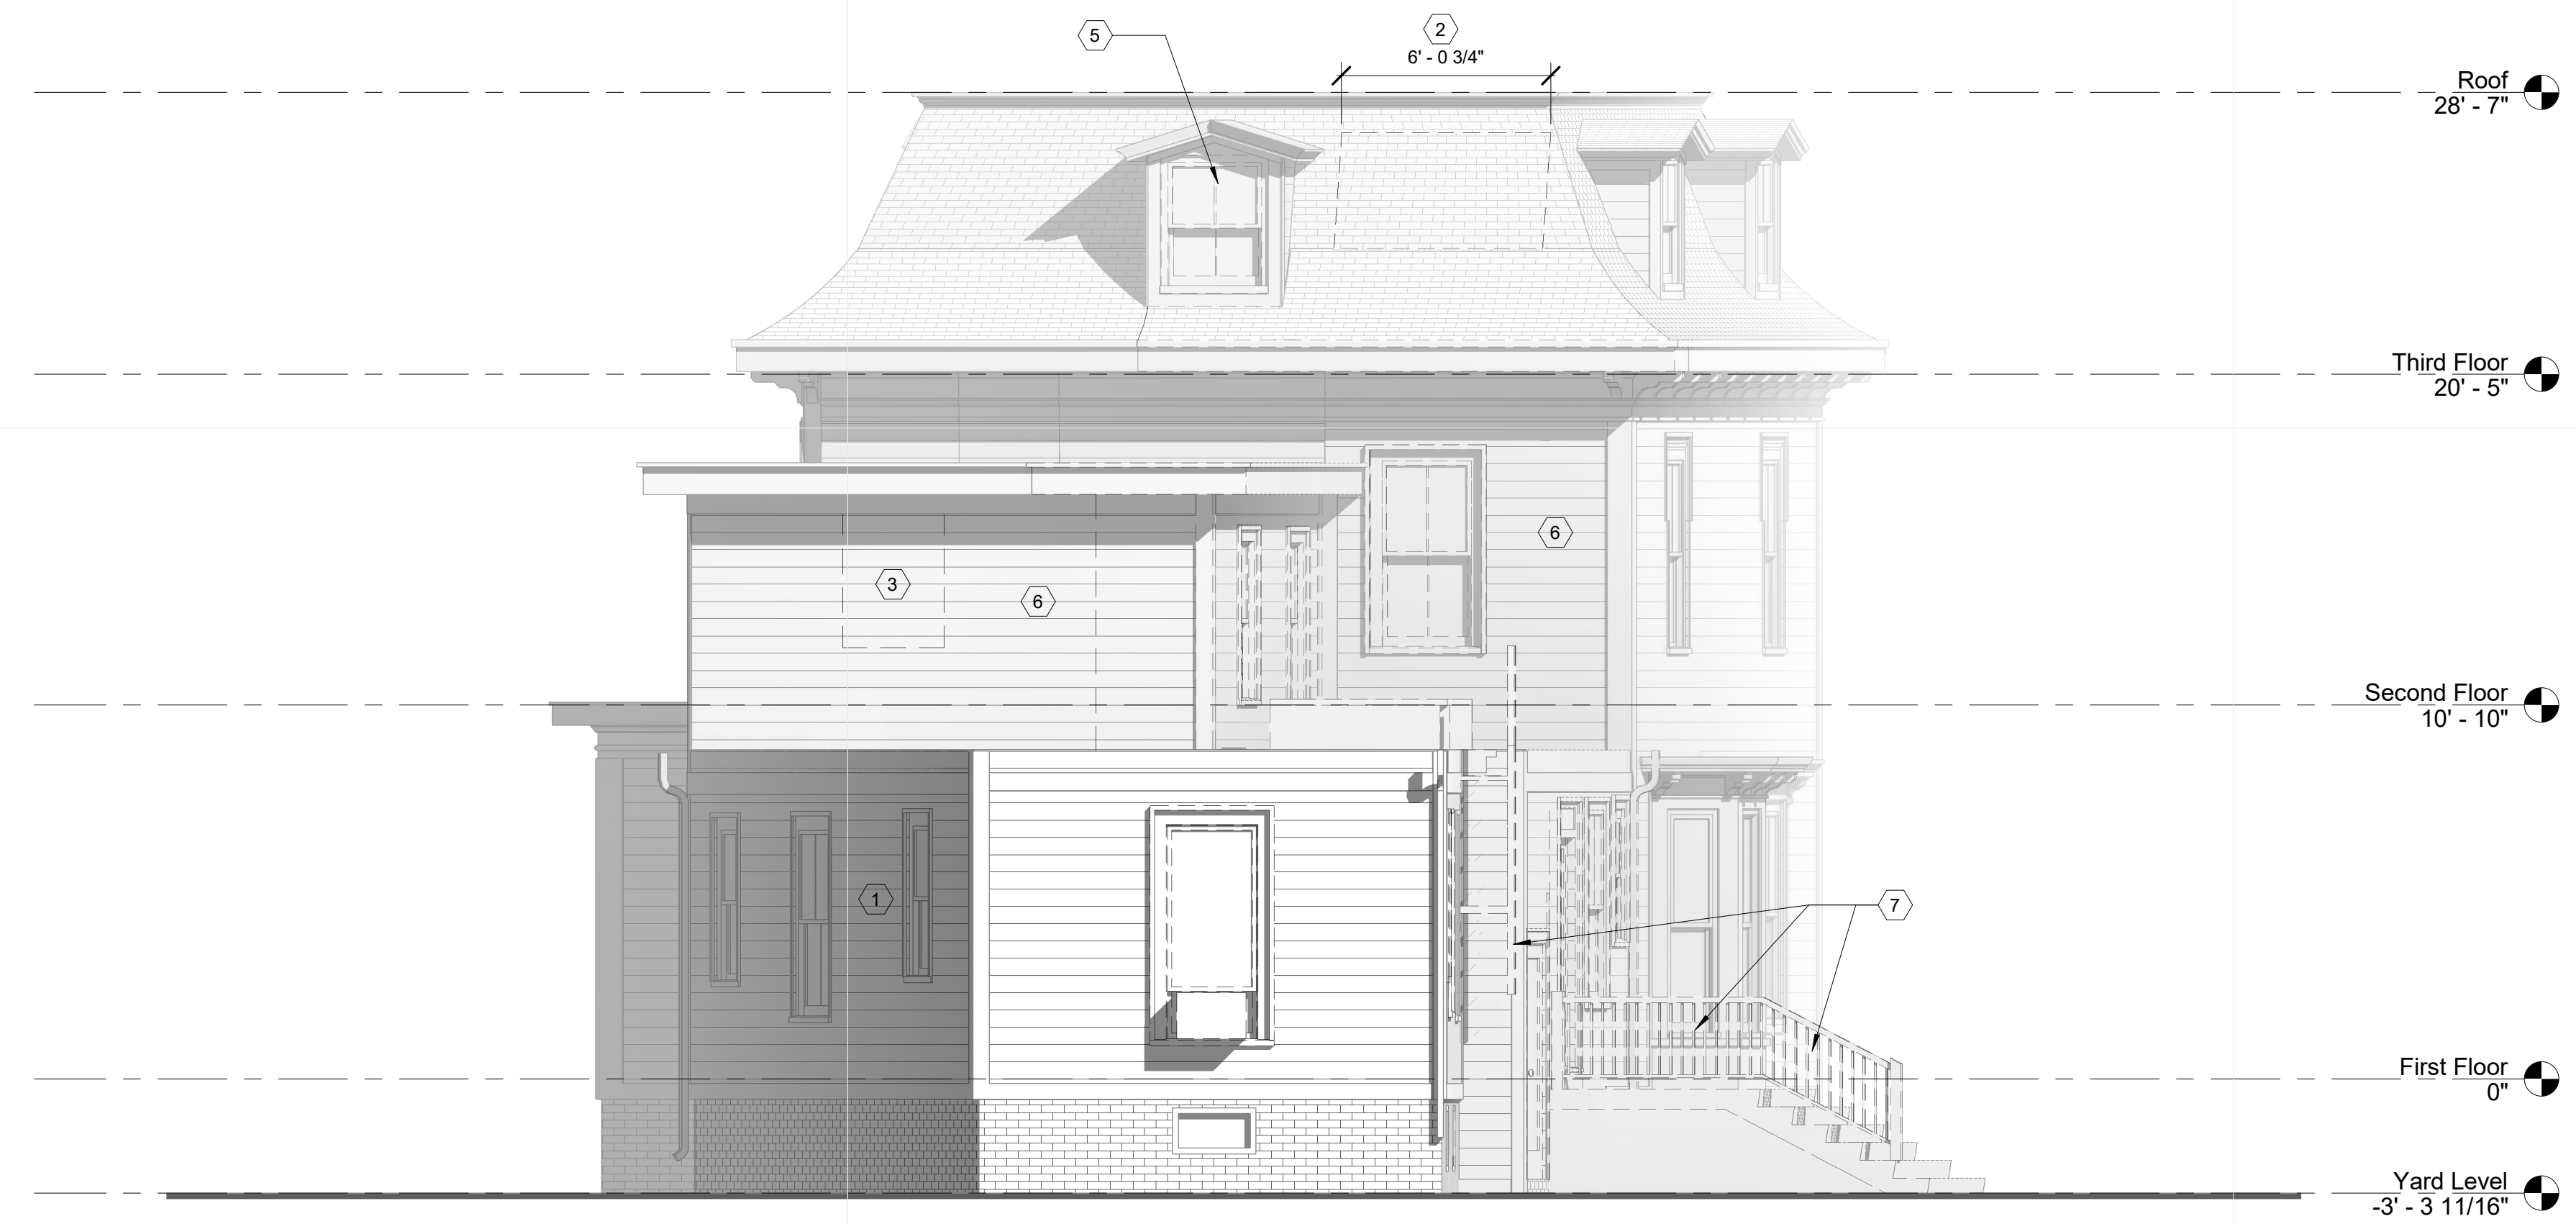 5
2
6' - 0 3/4"
Roof
28' - 7"
Third Floor
20' - 5"
6
3
6
Second Floor
10' - 10"
1
7
First Floor
0"
Yard Level
-3' - 3 11/16"